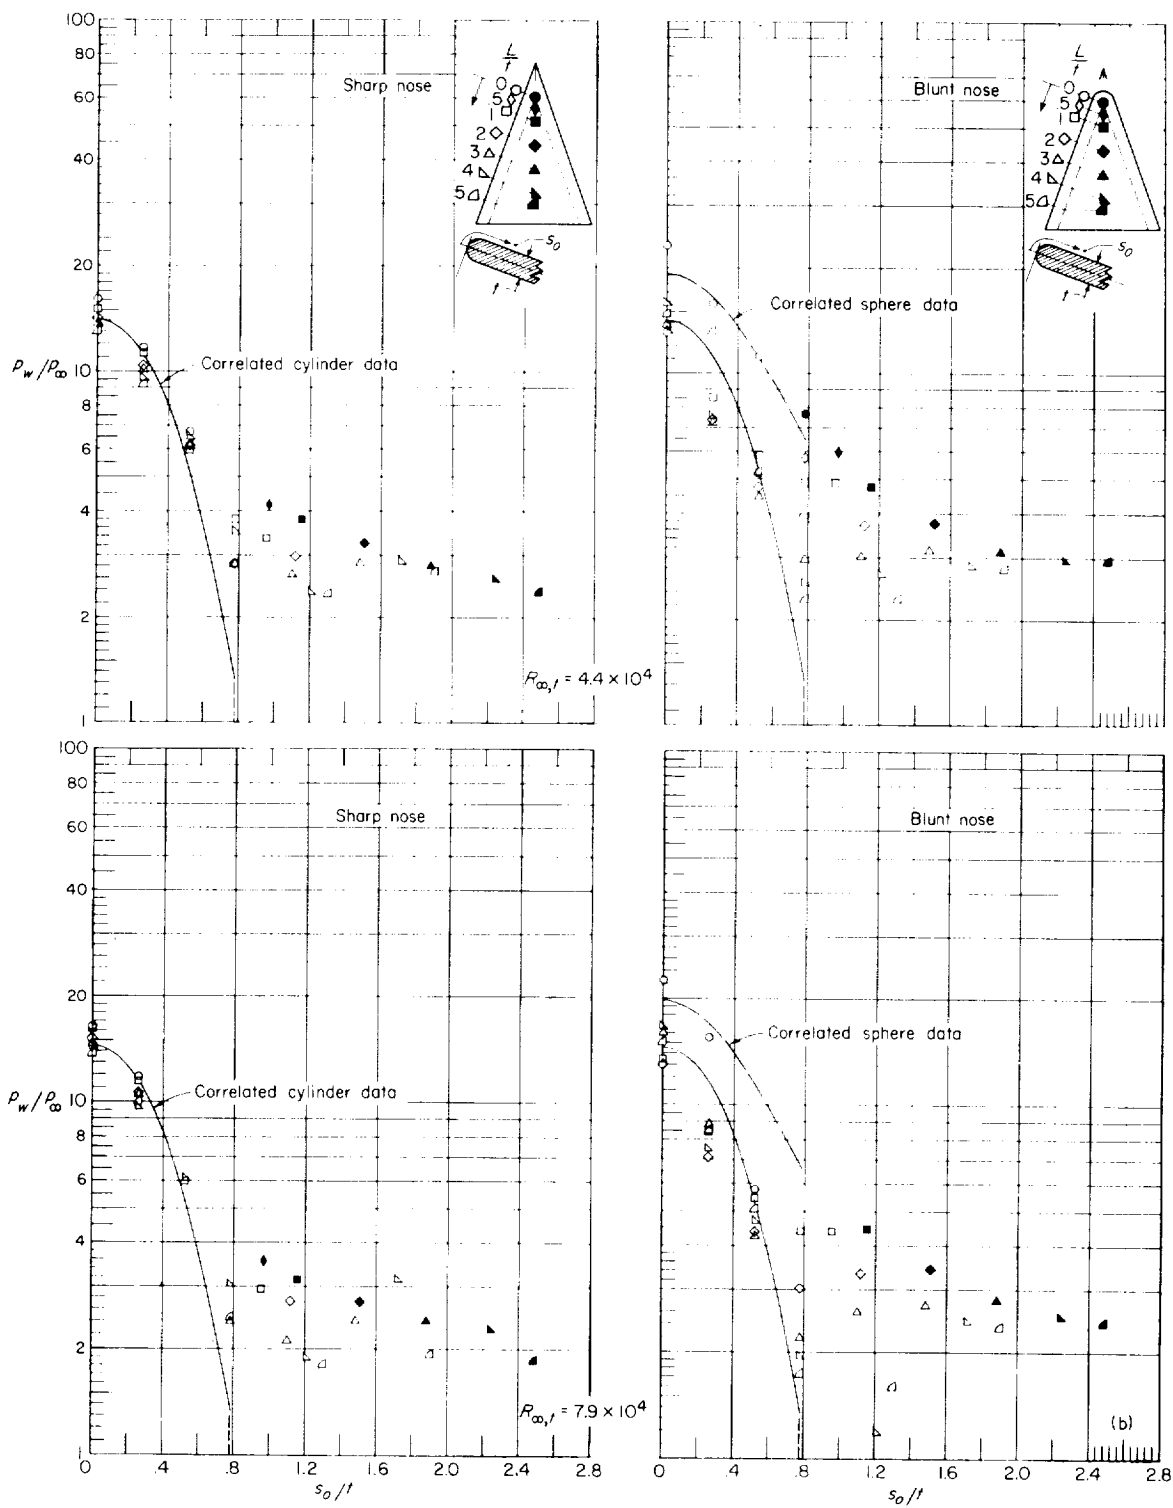 100
80
60
40
20
10
8
6
4
2
1
p_w/p_∞
Sharp nose
L/t
0
5
1
2
3
4
5
s_o
t
Correlated cylinder data
Blunt nose
L/t
0
5
1
2
3
4
5
s_o
t
Correlated sphere data
R_∞,t = 4.4 × 10^4
100
80
60
40
20
10
8
6
4
2
1
p_w/p_∞
Sharp nose
Correlated cylinder data
0 .4 .8 1.2 1.6 2.0 2.4 2.8
s_o/t
Blunt nose
Correlated sphere data
(b)
0 .4 .8 1.2 1.6 2.0 2.4 2.8
s_o/t
R_∞,t = 7.9 × 10^4